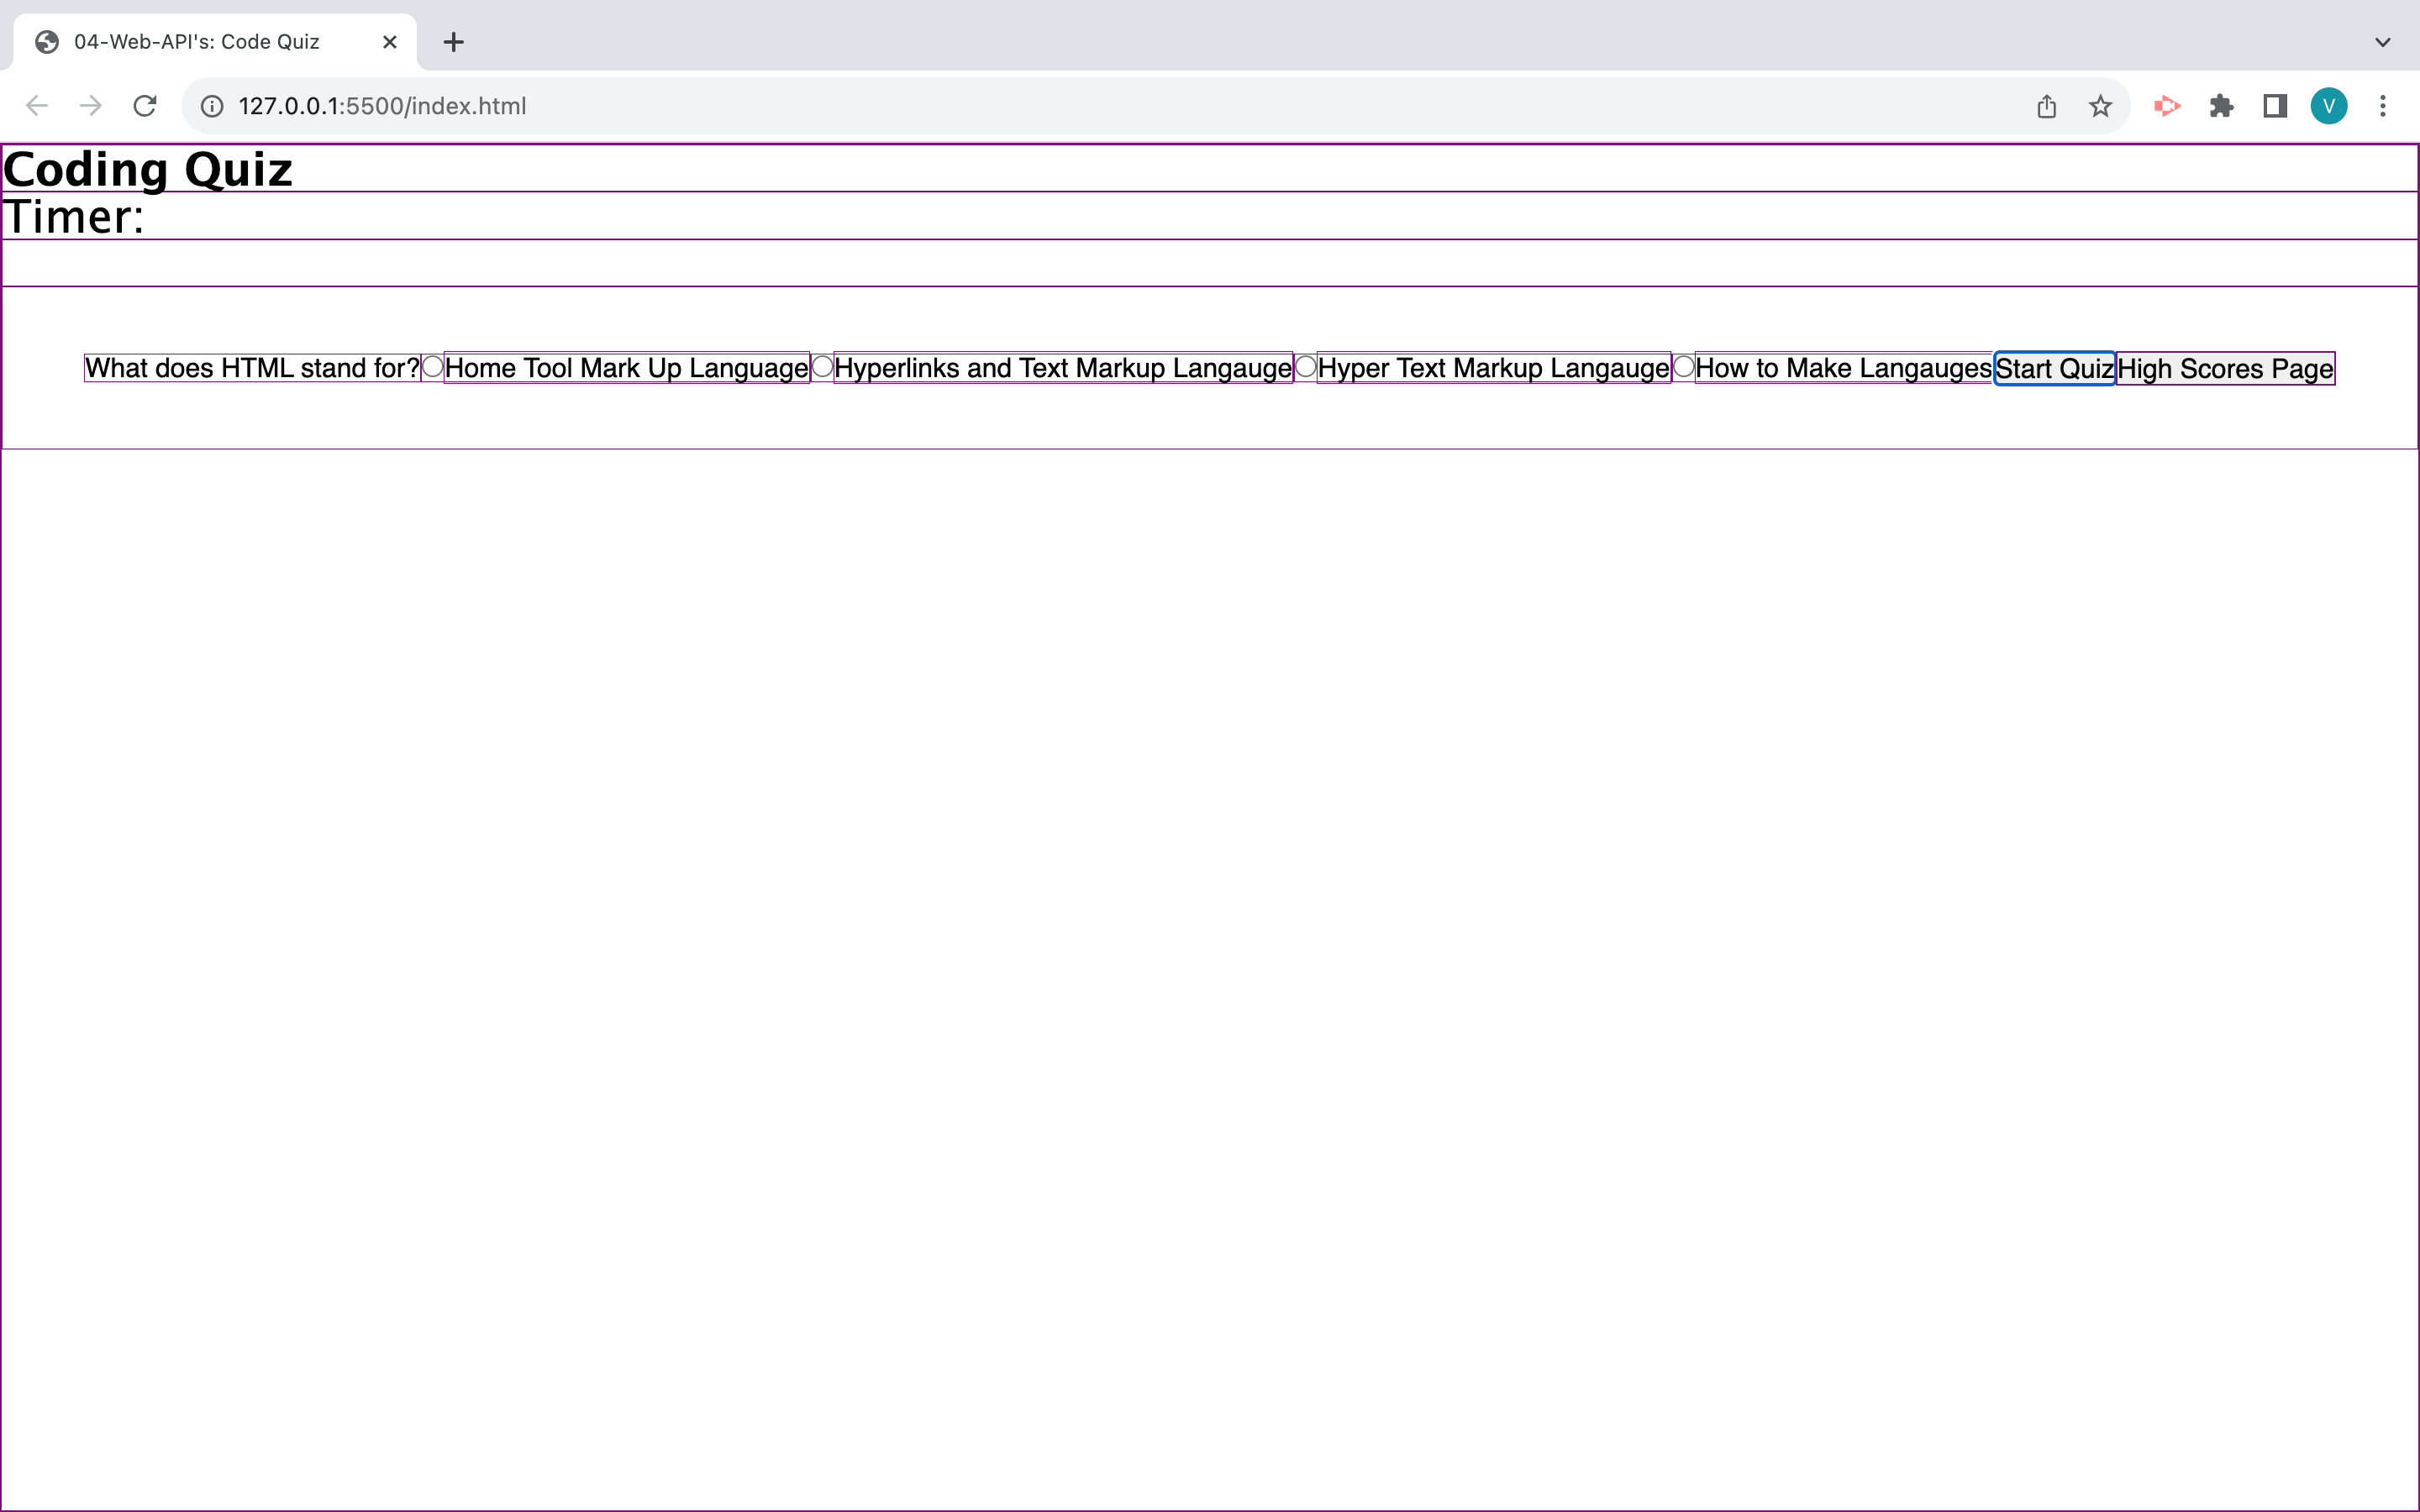 04-Web-API's: Code Quiz
127.0.0.1:5500/index.html
V
Coding Quiz
Timer:
What does HTML stand for? Home Tool Mark Up Language Hyperlinks and Text Markup Langauge Hyper Text Markup Langauge How to Make Langauges Start Quiz High Scores Page